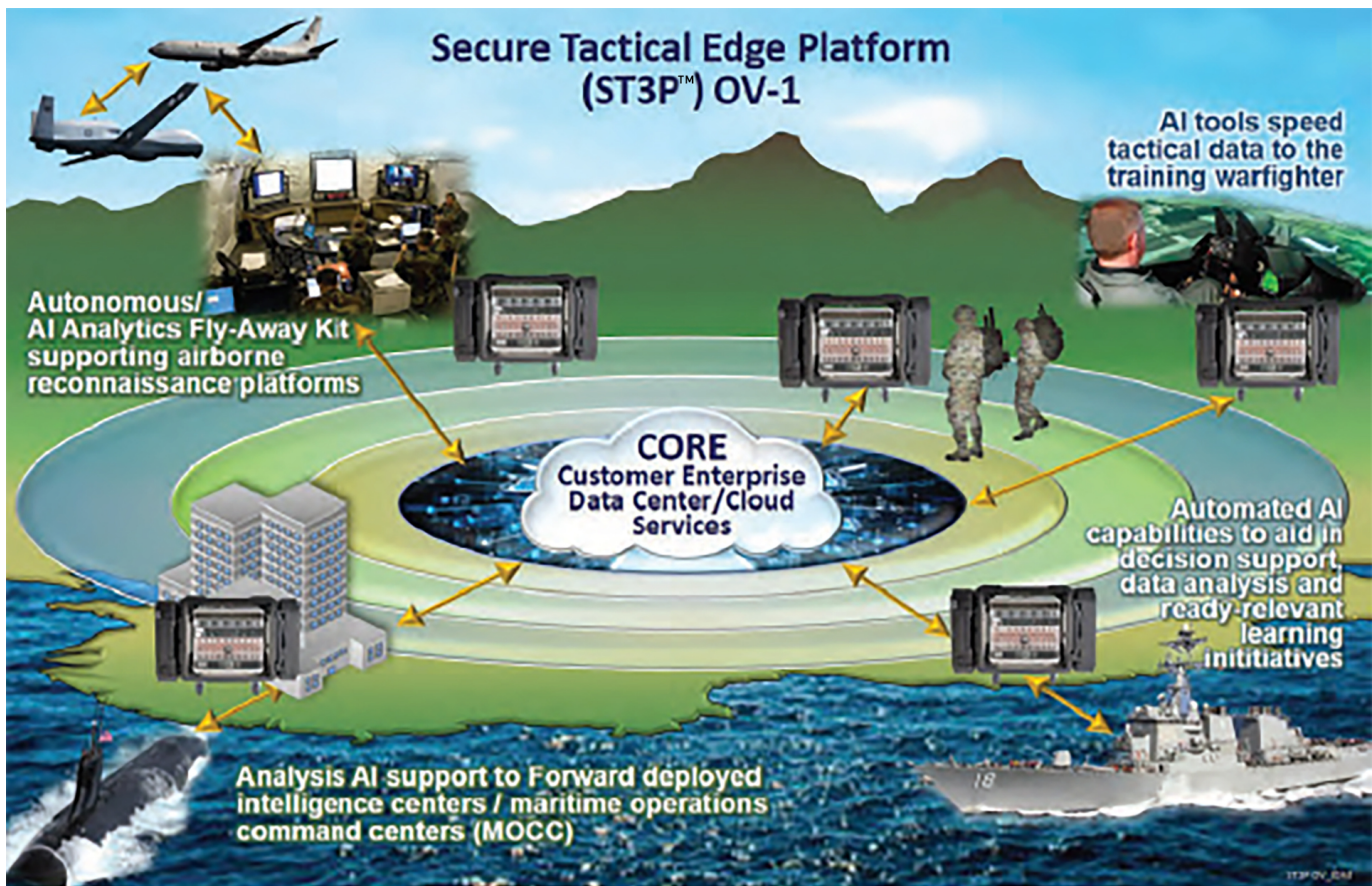 Secure Tactical Edge Platform
(ST3P™) OV-1
AI tools speed
tactical data to the
training warfighter
Autonomous/
AI Analytics Fly-Away Kit
supporting airborne
reconnaissance platforms
CORE
Customer Enterprise
Data Center/Cloud
Services
Automated AI
capabilities to aid in
decision support,
data analysis and
ready-relevant
learning
inititiatives
18
Analysis AI support to Forward deployed
intelligence centers / maritime operations
command centers (MOCC)